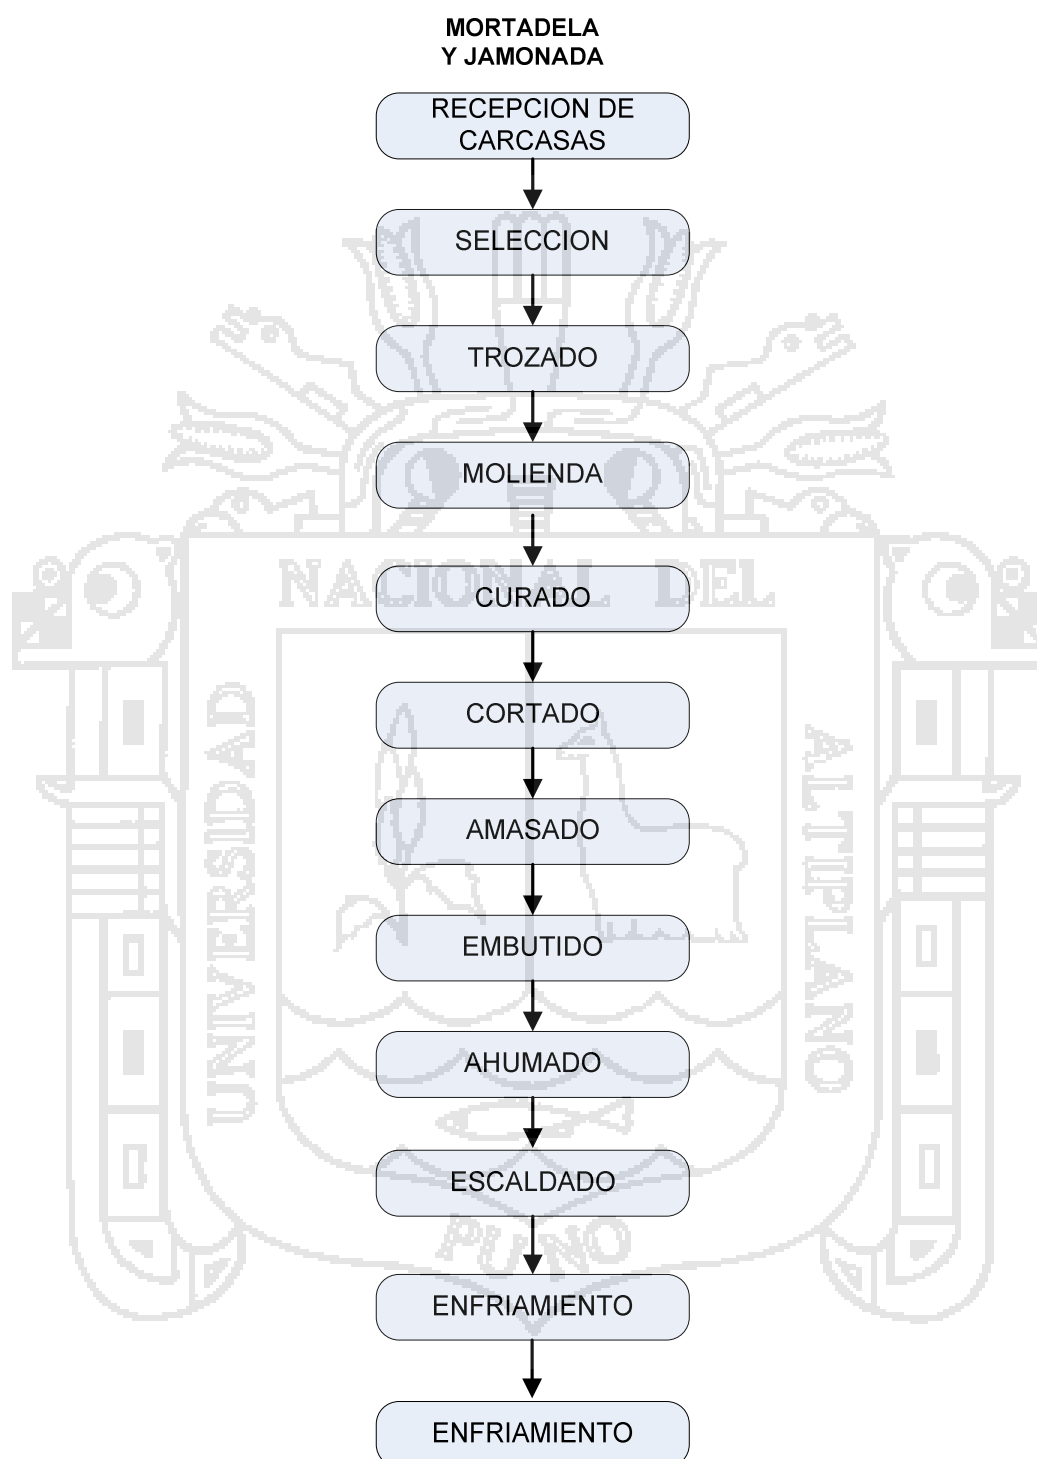 MORTADELA
Y JAMONADA
RECEPCION DE
CARCASAS
SELECCION
TROZADO
MOLIENDA
NACIONAL DEL
CURADO
CORTADO
UNIVERSIDAD
ALTIPLANO
AMASADO
EMBUTIDO
AHUMADO
ESCALDADO
PUNO
ENFRIAMIENTO
ENFRIAMIENTO